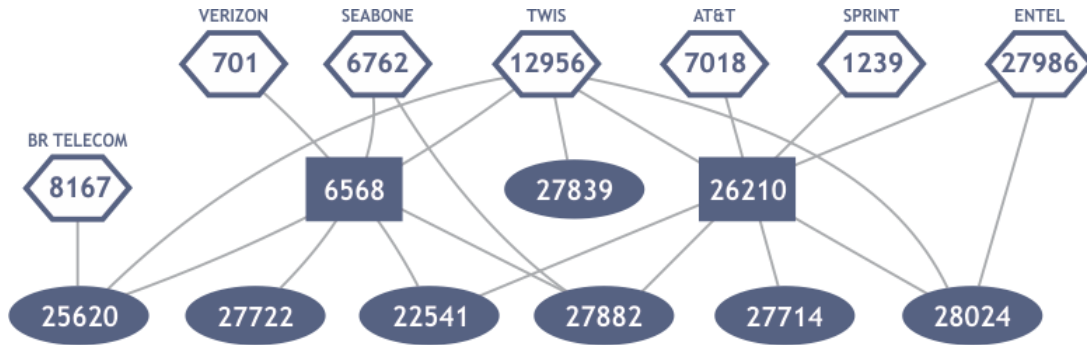 VERIZON
SEABONE
TWIS
AT&T
SPRINT
ENTEL
701
6762
12956
7018
1239
27986
BR TELECOM
8167
6568
27839
26210
25620
27722
22541
27882
27714
28024